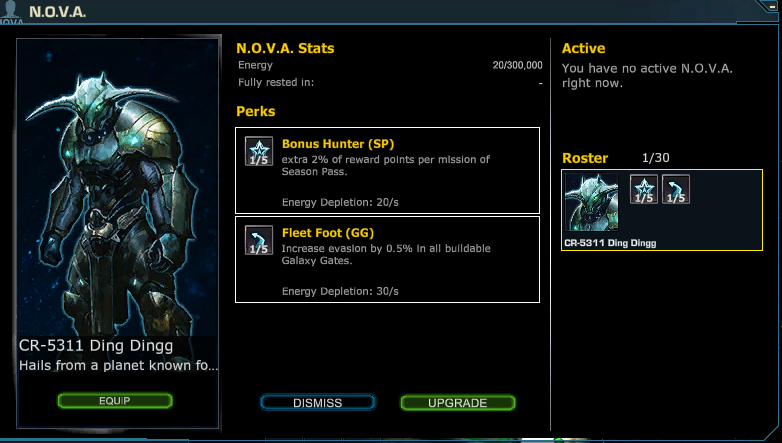 N.O.V.A.
NOVA
N.O.V.A. Stats
Energy 20/300,000
Fully rested in: -
Perks
1/5
Bonus Hunter (SP)
extra 2% of reward points per mission of
Season Pass.
Energy Depletion: 20/s
1/5
Fleet Foot (GG)
Increase evasion by 0.5% in all buildable
Galaxy Gates.
Energy Depletion: 30/s
CR-5311 Ding Dingg
Hails from a planet known fo...
EQUIP
DISMISS
UPGRADE
Active
You have no active N.O.V.A.
right now.
Roster 1/30
1/5 1/5
CR-5311 Ding Dingg